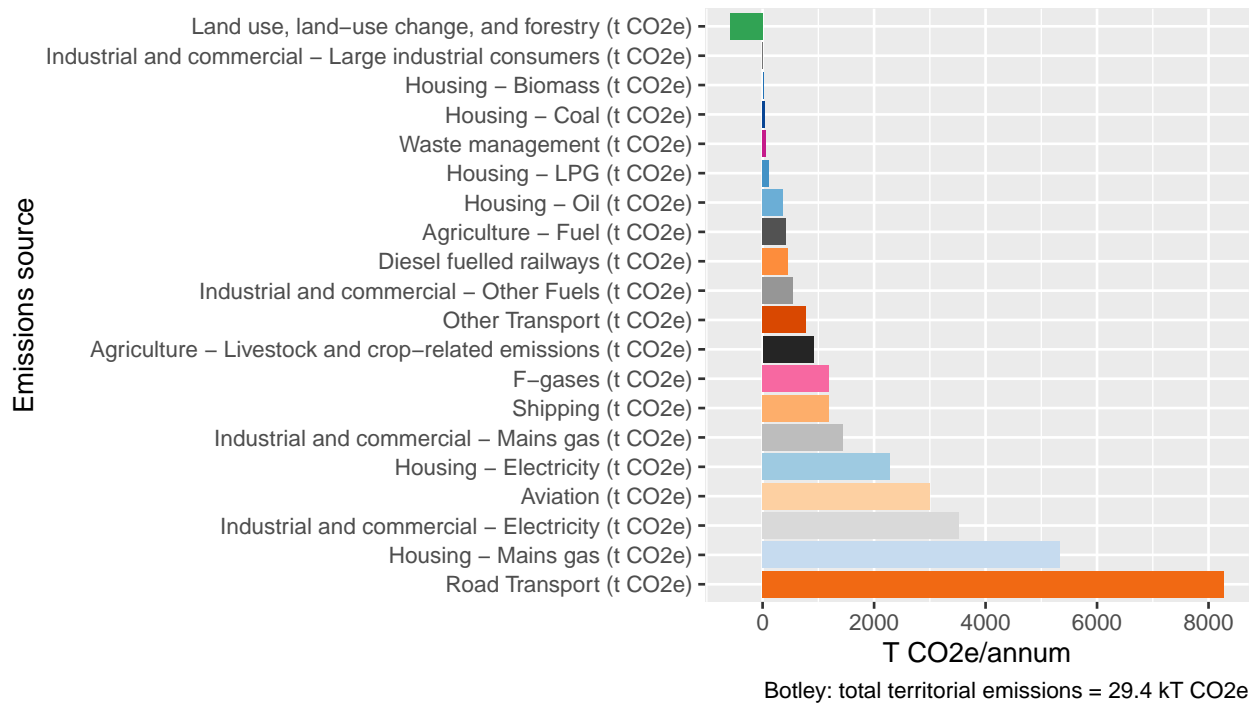 Emissions source
Land use, land−use change, and forestry (t CO2e)
Industrial and commercial − Large industrial consumers (t CO2e)
Housing − Biomass (t CO2e)
Housing − Coal (t CO2e)
Waste management (t CO2e)
Housing − LPG (t CO2e)
Housing − Oil (t CO2e)
Agriculture − Fuel (t CO2e)
Diesel fuelled railways (t CO2e)
Industrial and commercial − Other Fuels (t CO2e)
Other Transport (t CO2e)
Agriculture − Livestock and crop−related emissions (t CO2e)
F−gases (t CO2e)
Shipping (t CO2e)
Industrial and commercial − Mains gas (t CO2e)
Housing − Electricity (t CO2e)
Aviation (t CO2e)
Industrial and commercial − Electricity (t CO2e)
Housing − Mains gas (t CO2e)
Road Transport (t CO2e)
0 2000 4000 6000 8000
T CO2e/annum
Botley: total territorial emissions = 29.4 kT CO2e